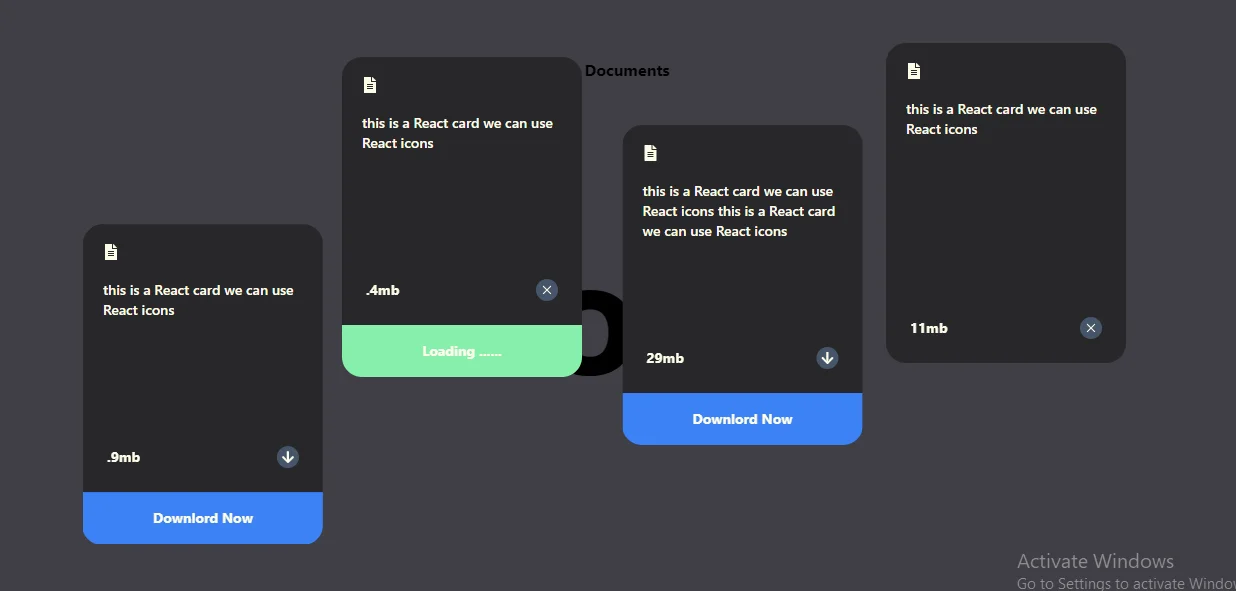 Documents
this is a React card we can use
React icons
.9mb
Downlord Now
this is a React card we can use
React icons
.4mb
Loading ......
this is a React card we can use
React icons this is a React card
we can use React icons
29mb
Downlord Now
this is a React card we can use
React icons
11mb
Activate Windows
Go to Settings to activate Window